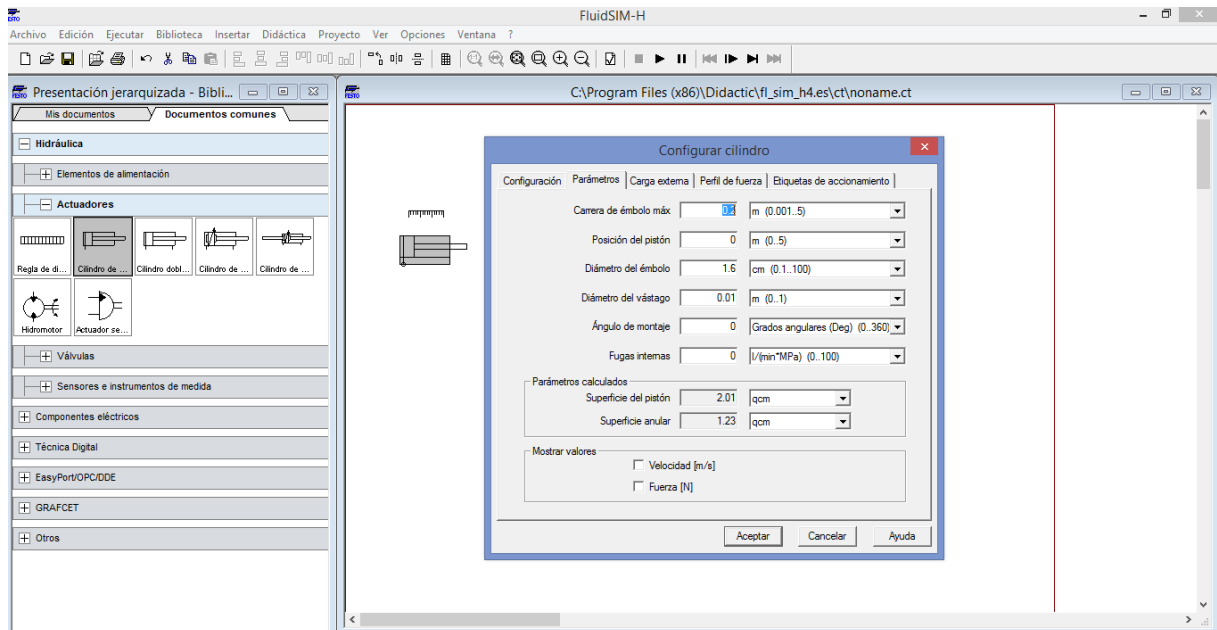 FluidSIM-H
Archivo Edición Ejecutar Biblioteca Insertar Didáctica Proyecto Ver Opciones Ventana ?
Presentación jerarquizada - Bibli...
C:\Program Files (x86)\Didactic\fl_sim_h4.es\ct\noname.ct
Mis documentos Documentos comunes
Hidráulica
Elementos de alimentación
Actuadores
Regla de di... Cilindro de ... Cilindro dobl... Cilindro de ... Cilindro de ...
Hidromotor Actuador se...
Válvulas
Sensores e instrumentos de medida
Componentes eléctricos
Técnica Digital
EasyPort/OPC/DDE
GRAFCET
Otros
Configurar cilindro
Configuración Parámetros Carga externa Perfil de fuerza Etiquetas de accionamiento
Carrera de émbolo máx 0.2 m (0.001..5)
Posición del pistón 0 m (0..5)
Diámetro del émbolo 1.6 cm (0.1..100)
Diámetro del vástago 0.01 m (0..1)
Ángulo de montaje 0 Grados angulares (Deg) (0..360)
Fugas internas 0 l/(min*MPa) (0..100)
Parámetros calculados
Superficie del pistón 2.01 qcm
Superficie anular 1.23 qcm
Mostrar valores
Velocidad [m/s]
Fuerza [N]
Aceptar Cancelar Ayuda